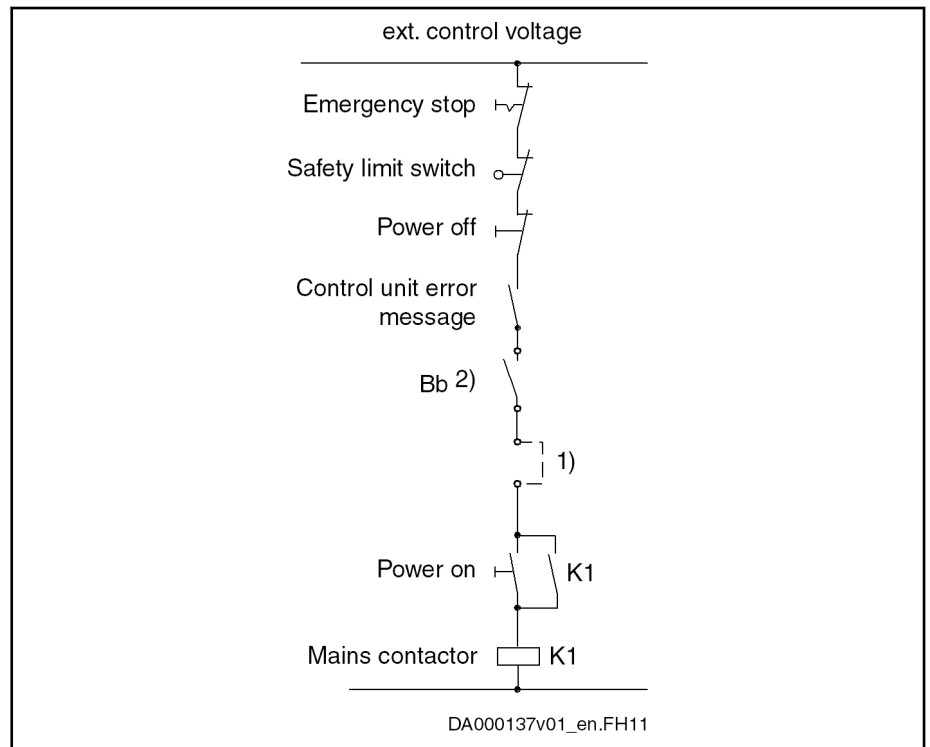 ext. control voltage
Emergency stop
Safety limit switch
Power off
Control unit error
message
Bb 2)
1)
Power on
K1
Mains contactor
K1
DA000137v01_en.FH11